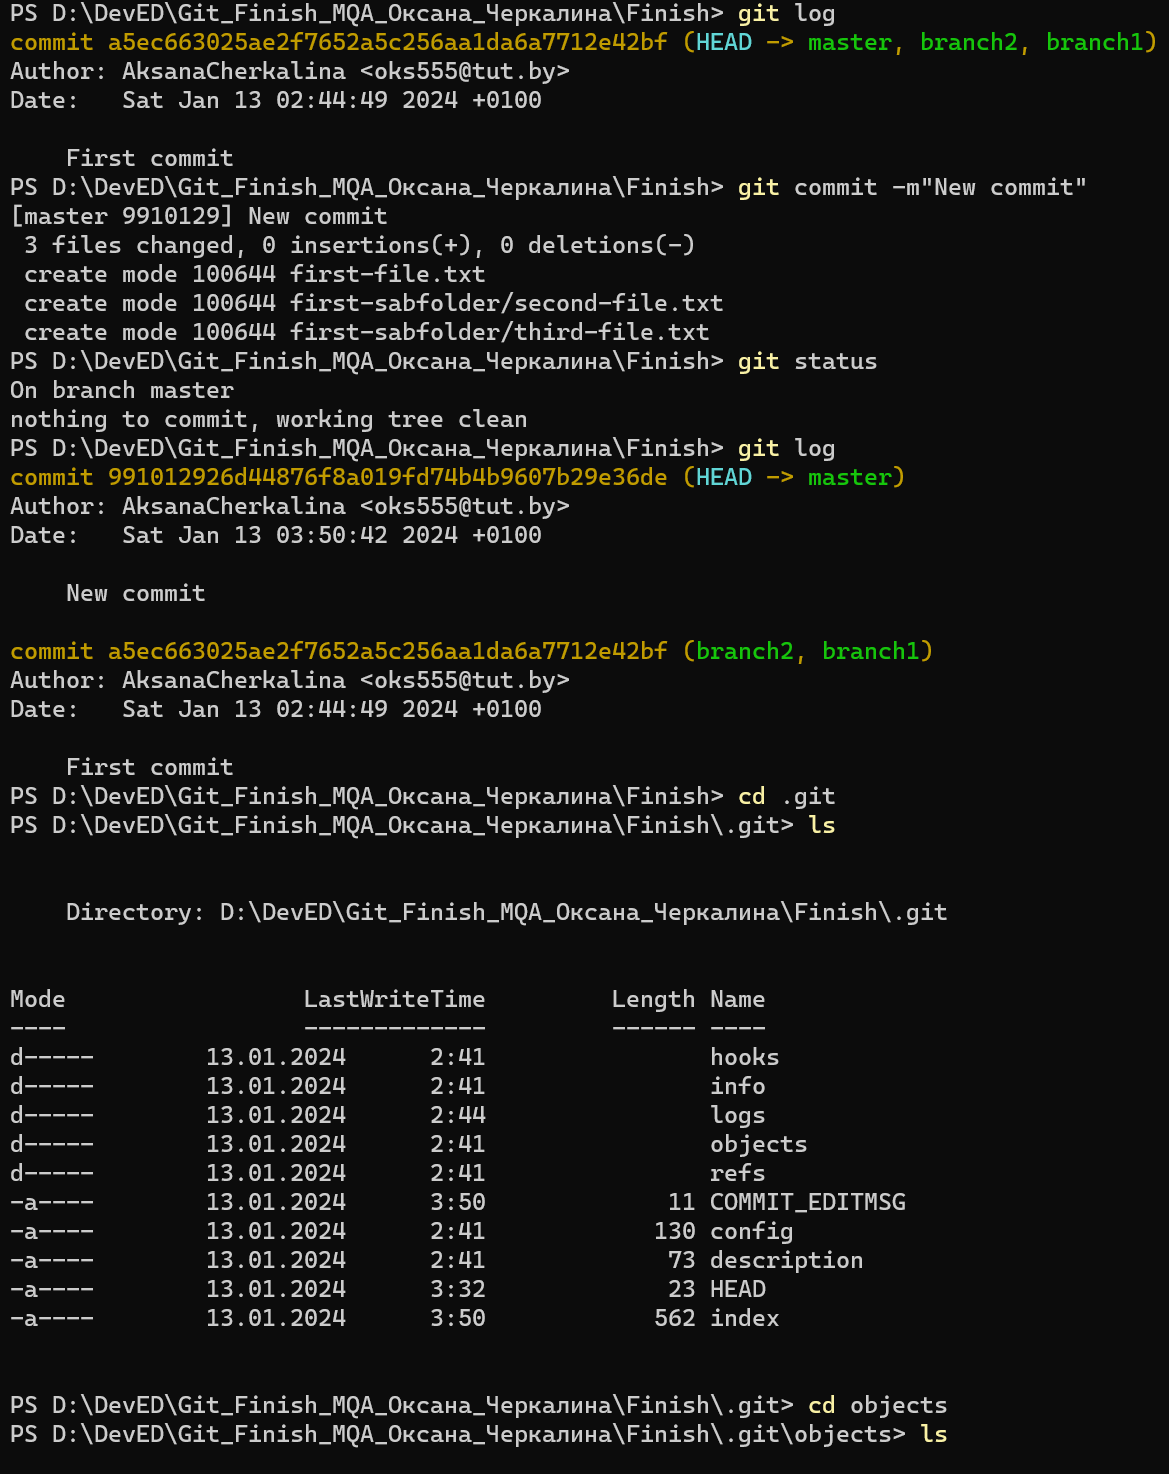 PS D:\DevED\Git_Finish_MQA_Оксана_Черкалина\Finish> git log
commit a5ec663025ae2f7652a5c256aa1da6a7712e42bf (HEAD -> master, branch2, branch1)
Author: AksanaCherkalina <oks555@tut.by>
Date:   Sat Jan 13 02:44:49 2024 +0100
    First commit
PS D:\DevED\Git_Finish_MQA_Оксана_Черкалина\Finish> git commit -m"New commit"
[master 9910129] New commit
 3 files changed, 0 insertions(+), 0 deletions(-)
 create mode 100644 first-file.txt
 create mode 100644 first-sabfolder/second-file.txt
 create mode 100644 first-sabfolder/third-file.txt
PS D:\DevED\Git_Finish_MQA_Оксана_Черкалина\Finish> git status
On branch master
nothing to commit, working tree clean
PS D:\DevED\Git_Finish_MQA_Оксана_Черкалина\Finish> git log
commit 991012926d44876f8a019fd74b4b9607b29e36de (HEAD -> master)
Author: AksanaCherkalina <oks555@tut.by>
Date:   Sat Jan 13 03:50:42 2024 +0100
    New commit
commit a5ec663025ae2f7652a5c256aa1da6a7712e42bf (branch2, branch1)
Author: AksanaCherkalina <oks555@tut.by>
Date:   Sat Jan 13 02:44:49 2024 +0100
    First commit
PS D:\DevED\Git_Finish_MQA_Оксана_Черкалина\Finish> cd .git
PS D:\DevED\Git_Finish_MQA_Оксана_Черкалина\Finish\.git> ls
    Directory: D:\DevED\Git_Finish_MQA_Оксана_Черкалина\Finish\.git
Mode                 LastWriteTime         Length Name
----                 -------------         ------ ----
d-----        13.01.2024      2:41                hooks
d-----        13.01.2024      2:41                info
d-----        13.01.2024      2:44                logs
d-----        13.01.2024      2:41                objects
d-----        13.01.2024      2:41                refs
-a----        13.01.2024      3:50             11 COMMIT_EDITMSG
-a----        13.01.2024      2:41            130 config
-a----        13.01.2024      2:41             73 description
-a----        13.01.2024      3:32             23 HEAD
-a----        13.01.2024      3:50            562 index
PS D:\DevED\Git_Finish_MQA_Оксана_Черкалина\Finish\.git> cd objects
PS D:\DevED\Git_Finish_MQA_Оксана_Черкалина\Finish\.git\objects> ls